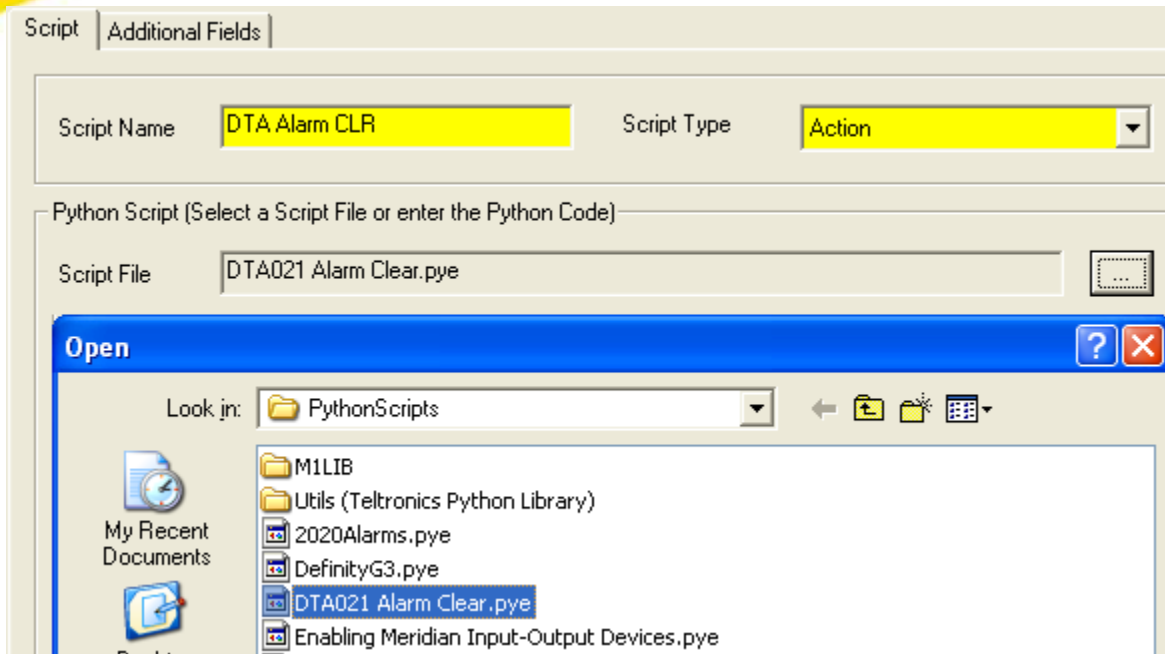 Script Additional Fields
Script Name DTA Alarm CLR Script Type Action
Python Script (Select a Script File or enter the Python Code)
Script File DTA021 Alarm Clear.pye ...
Open ?
Look in: PythonScripts
M1LIB
Utils (Teltronics Python Library)
My Recent Documents
2020Alarms.pye
DefinityG3.pye
DTA021 Alarm Clear.pye
Enabling Meridian Input-Output Devices.pye